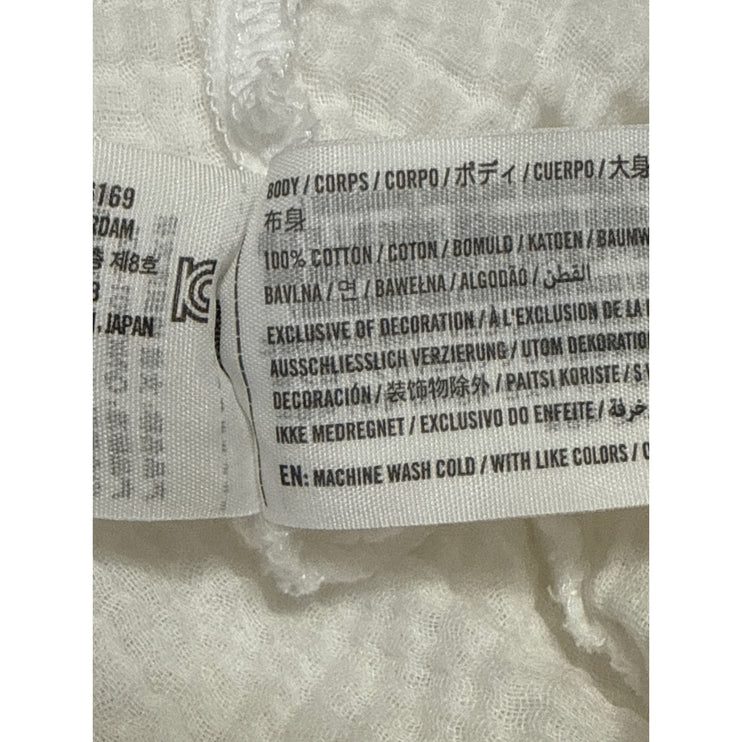 6169
RDAM
제8호
JAPAN
BODY / CORPS / CORPO / ボディ / CUERPO / 大身
布身
100% COTTON / COTON / BOMULD / KATOEN / BAUMW
BAVLNA / 면 / BAWEŁNA / ALGODÃO / القطن
EXCLUSIVE OF DECORATION / À L'EXCLUSION DE LA
AUSSCHLIESSLICH VERZIERUNG / UTOM DEKORATIO
DECORACIÓN / 装饰物除外 / PAITSI KORISTE / S
IKKE MEDREGNET / EXCLUSIVO DO ENFEITE /
EN: MACHINE WASH COLD / WITH LIKE COLORS /